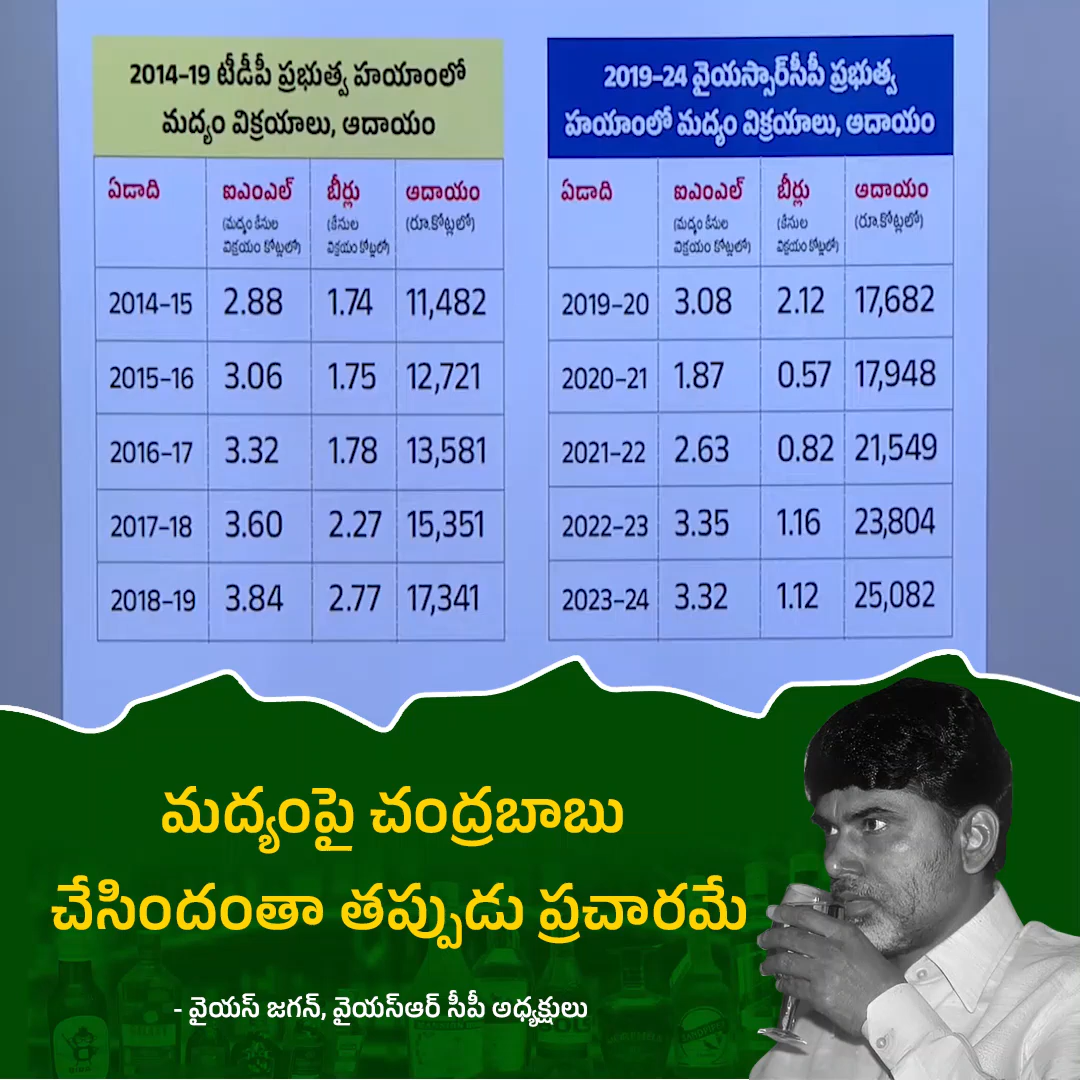 2014–19 టీడీపీ ప్రభుత్వ హయాంలో
మద్యం విక్రయాలు, ఆదాయం
ఏడాది ఐఎంఎల్ బీర్లు ఆదాయం
(మద్యం కేసుల (కేసుల (రూ.కోట్లలో)
విక్రయం కోట్లలో) విక్రయం కోట్లలో)
2014–15 2.88 1.74 11,482
2015–16 3.06 1.75 12,721
2016–17 3.32 1.78 13,581
2017–18 3.60 2.27 15,351
2018–19 3.84 2.77 17,341
2019–24 వైయస్సార్‌సీపీ ప్రభుత్వ
హయాంలో మద్యం విక్రయాలు, ఆదాయం
ఏడాది ఐఎంఎల్ బీర్లు ఆదాయం
(మద్యం కేసుల (కేసుల (రూ.కోట్లలో)
విక్రయం కోట్లలో) విక్రయం కోట్లలో)
2019–20 3.08 2.12 17,682
2020–21 1.87 0.57 17,948
2021–22 2.63 0.82 21,549
2022–23 3.35 1.16 23,804
2023–24 3.32 1.12 25,082
మద్యంపై చంద్రబాబు
చేసిందంతా తప్పుడు ప్రచారమే
- వైయస్ జగన్, వైయస్ఆర్ సీపీ అధ్యక్షులు